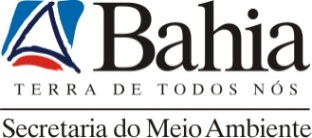 Bahia
TERRA DE TODOS NÓS
Secretaria do Meio Ambiente